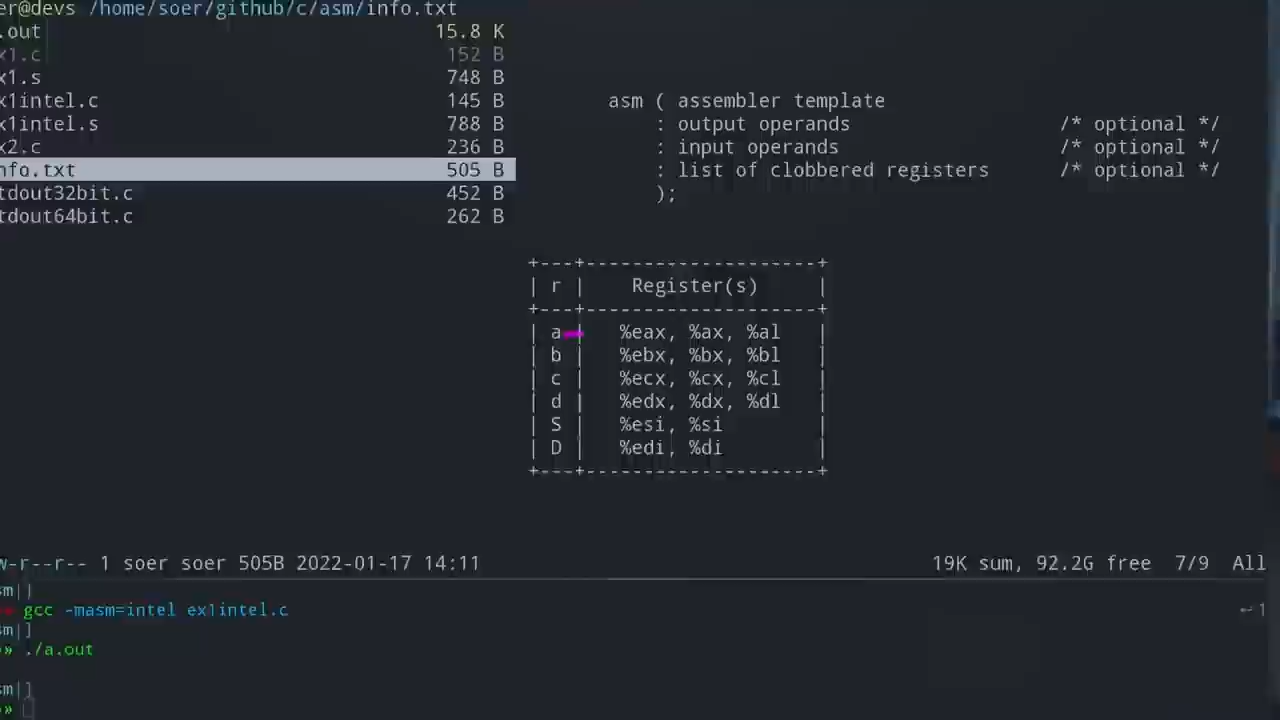 er@devs /home/soer/github/c/asm/info.txt
.out 15.8 K
x1.c 152 B
x1.s 748 B
x1intel.c 145 B
x1intel.s 788 B
x2.c 236 B
nfo.txt 505 B
tdout32bit.c 452 B
tdout64bit.c 262 B
asm ( assembler template
: output operands /* optional */
: input operands /* optional */
: list of clobbered registers /* optional */
);
+---+--------------------+
| r | Register(s) |
+---+--------------------+
| a | %eax, %ax, %al |
| b | %ebx, %bx, %bl |
| c | %ecx, %cx, %cl |
| d | %edx, %dx, %dl |
| S | %esi, %si |
| D | %edi, %di |
+---+--------------------+
w-r--r-- 1 soer soer 505B 2022-01-17 14:11 19K sum, 92.2G free 7/9 All
sm|]
gcc -masm=intel ex1intel.c ↵ 1
sm|]
» ./a.out
sm|]
»